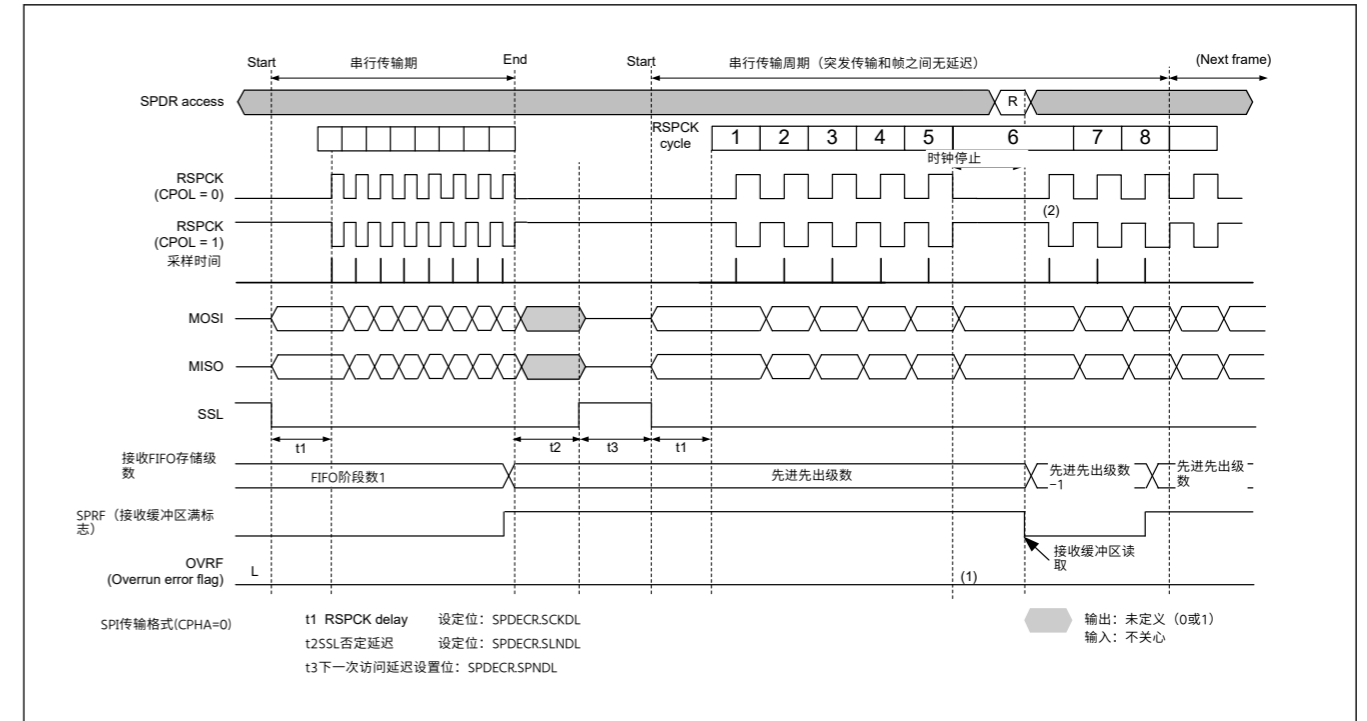 Start
串行传输期
End
Start
串行传输周期（突发传输和帧之间无延迟）
(Next frame)
SPDR access
R
RSPCK
cycle
1 2 3 4 5 6 7 8
时钟停止
RSPCK
(CPOL = 0)
(2)
RSPCK
(CPOL = 1)
采样时间
MOSI
MISO
SSL
t1 t2 t3 t1
接收FIFO存储级
数
FIFO阶段数1
先进先出级数
先进先出级数
-1
先进先出级
数
SPRF（接收缓冲区满标
志）
接收缓冲区读
取
OVRF
(Overrun error flag)
L
(1)
SPI传输格式(CPHA=0)
t1 RSPCK delay 设定位：SPDECR.SCKDL
t2SSL否定延迟 设定位：SPDECR.SLNDL
t3下一次访问延迟设置位：SPDECR.SPNDL
输出：未定义（0或1）
输入：不关心